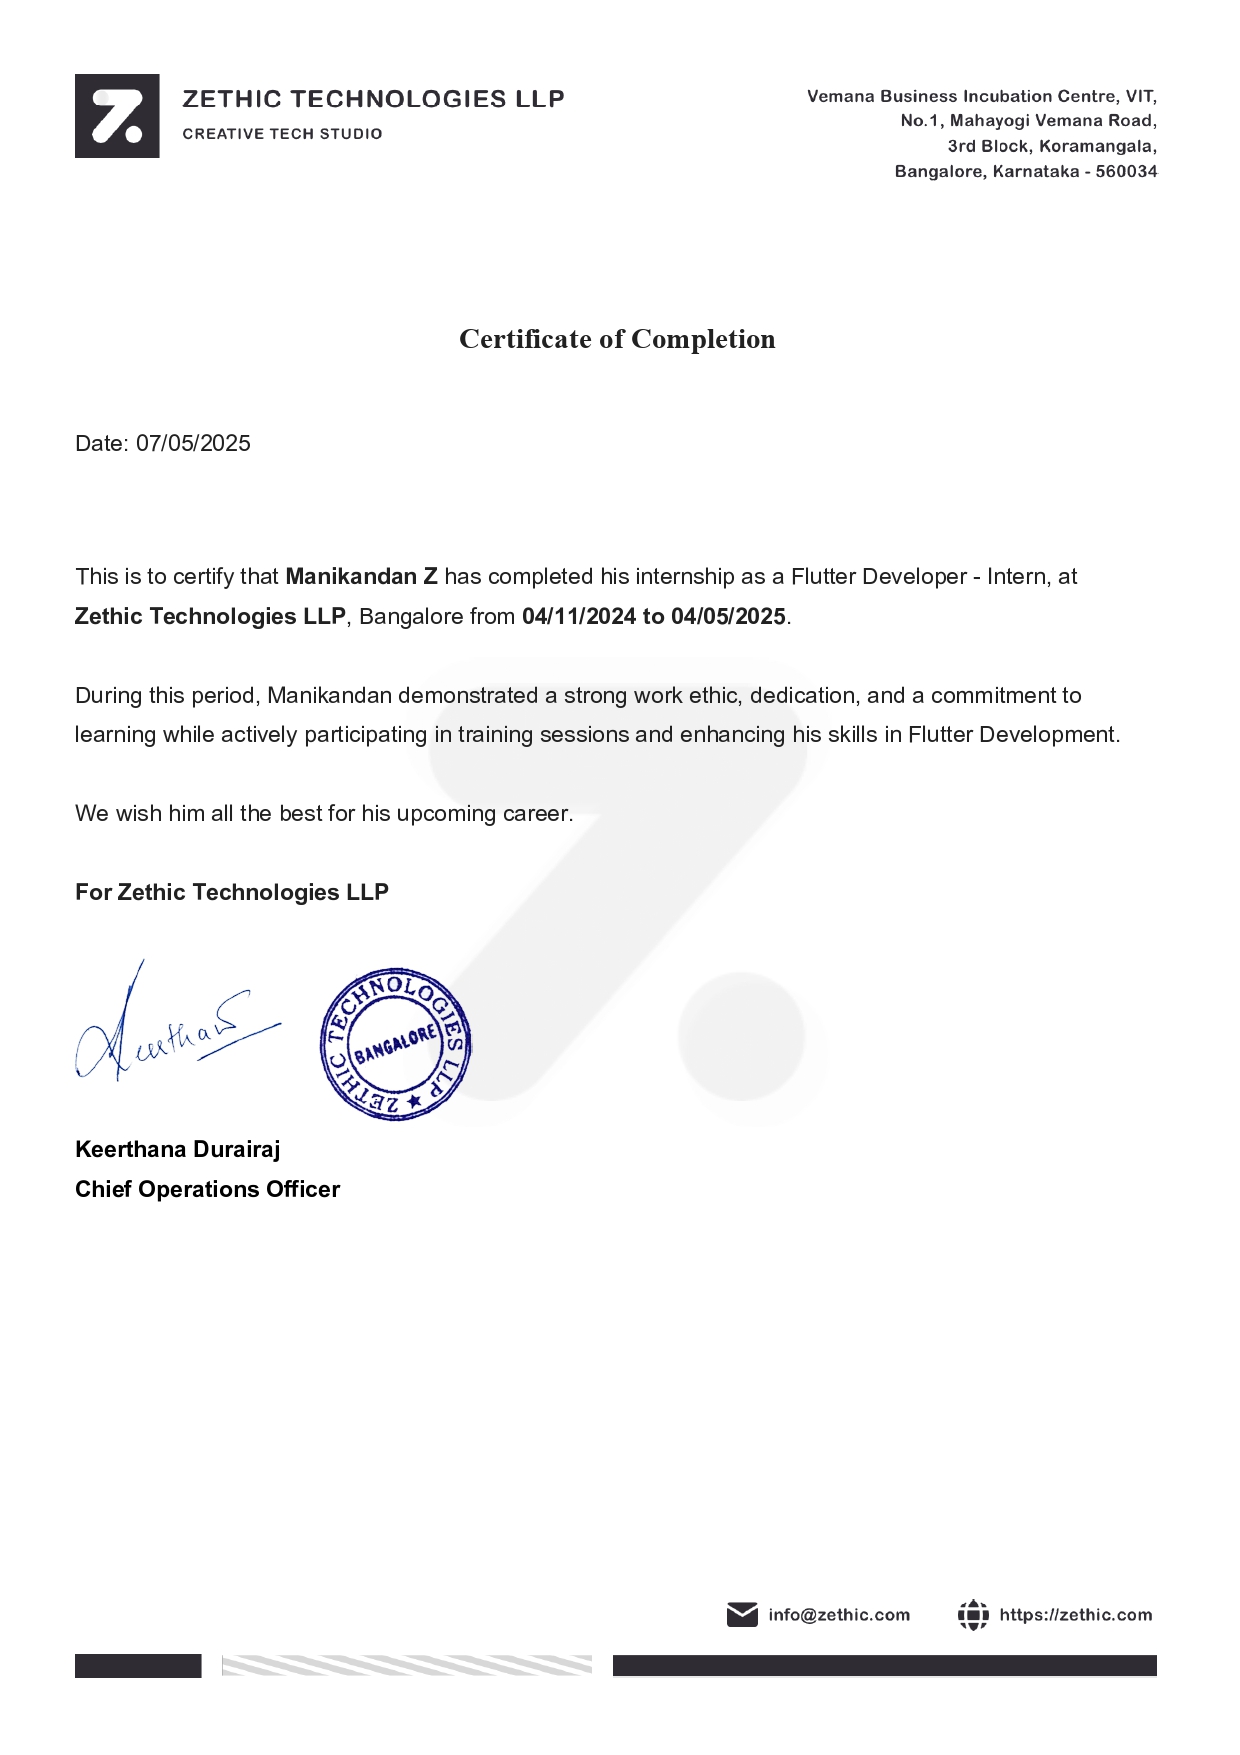 ZETHIC TECHNOLOGIES LLP
CREATIVE TECH STUDIO
Vemana Business Incubation Centre, VIT,
No.1, Mahayogi Vemana Road,
3rd Block, Koramangala,
Bangalore, Karnataka - 560034
Certificate of Completion
Date: 07/05/2025
This is to certify that Manikandan Z has completed his internship as a Flutter Developer - Intern, at
Zethic Technologies LLP, Bangalore from 04/11/2024 to 04/05/2025.
During this period, Manikandan demonstrated a strong work ethic, dedication, and a commitment to
learning while actively participating in training sessions and enhancing his skills in Flutter Development.
We wish him all the best for his upcoming career.
For Zethic Technologies LLP
Keerthana
ZETHIC TECHNOLOGIES LLP ★
BANGALORE
Keerthana Durairaj
Chief Operations Officer
info@zethic.com
https://zethic.com